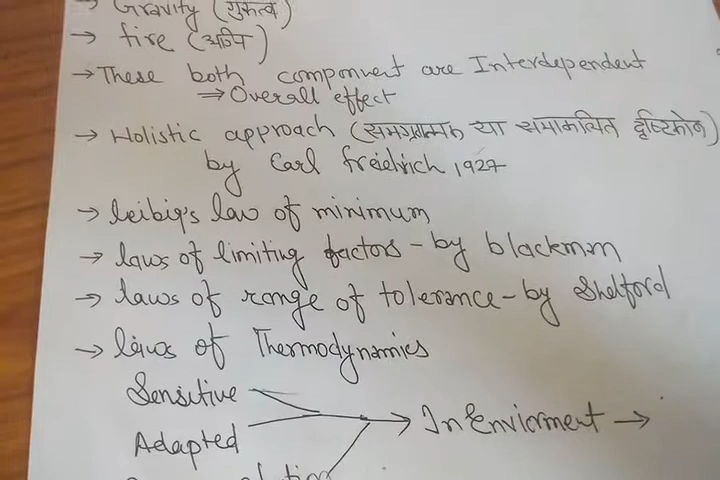 → Gravity (गुरुत्व)
→ fire (अग्नि)
→ These both component are Interdependent
⇒ Overall effect
→ Holistic approach (समग्रात्मक या समाकलित दृष्टिकोन)
by Carl freidrich 1927
→ leibig's law of minimum
→ laws of limiting factors - by blackmm
→ laws of range of tolerance - by Shelford
→ laws of Thermodynamics
Sensitive
Adapted → In Enviorment →